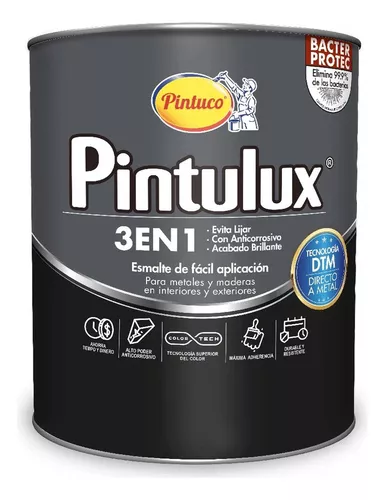 BACTER
PROTEC
Elimina 99.9%
de las bacterias
Pintuco®
Pintulux®
3EN1
· Evita Lijar
· Con Anticorrosivo
· Acabado Brillante
Esmalte de fácil aplicación
Para metales y maderas
en interiores y exteriores
TECNOLOGÍA
DTM
DIRECTO
A METAL
AHORRA
TIEMPO Y DINERO
ALTO PODER
ANTICORROSIVO
COLOR TECH
TECNOLOGÍA SUPERIOR
DEL COLOR
MÁXIMA ADHERENCIA
DURABLE Y
RESISTENTE